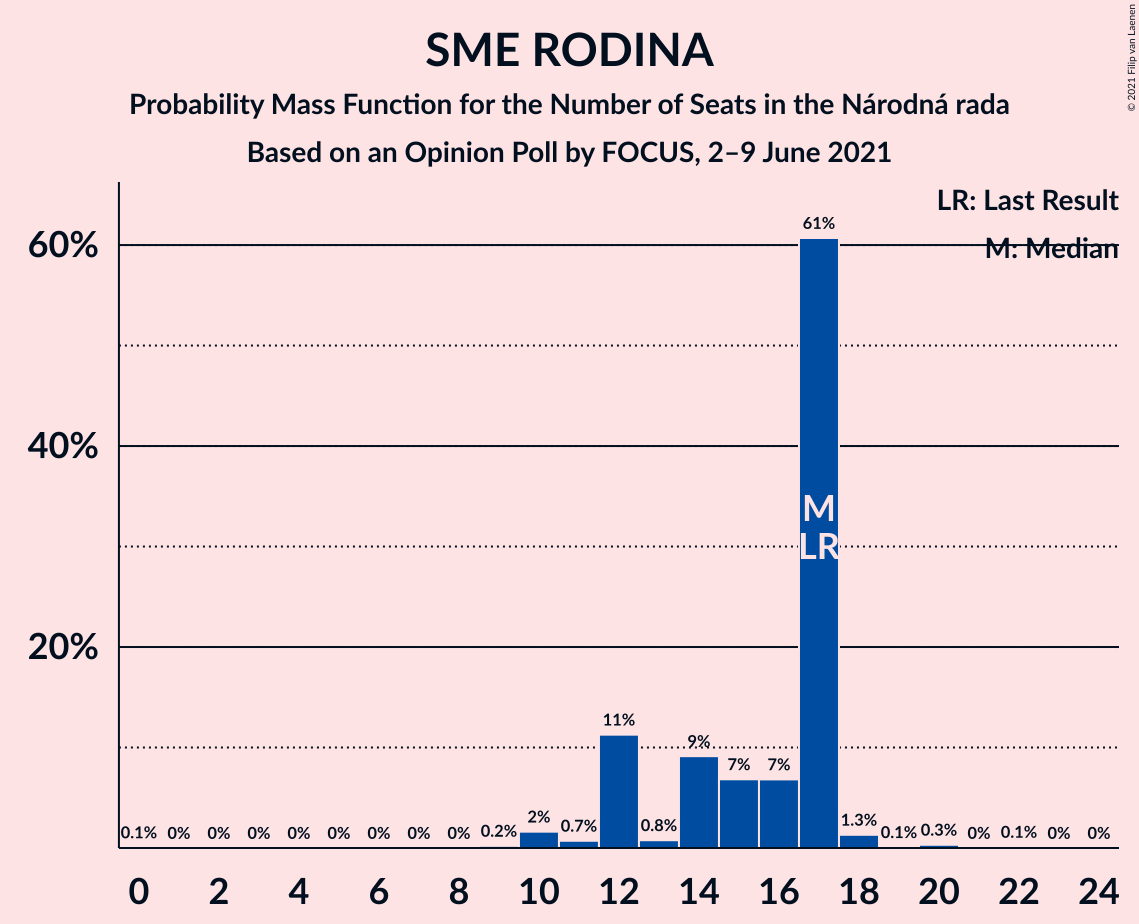 SME RODINA
Probability Mass Function for the Number of Seats in the Národná rada
Based on an Opinion Poll by FOCUS, 2–9 June 2021
© 2021 Filip van Laenen
LR: Last Result
M: Median
60%
40%
20%
0.1% 0% 0% 0% 0% 0% 0% 0% 0% 0.2% 2% 0.7% 11% 0.8% 9% 7% 7% 61% 1.3% 0.1% 0.3% 0% 0.1% 0% 0%
M
LR
0 2 4 6 8 10 12 14 16 18 20 22 24